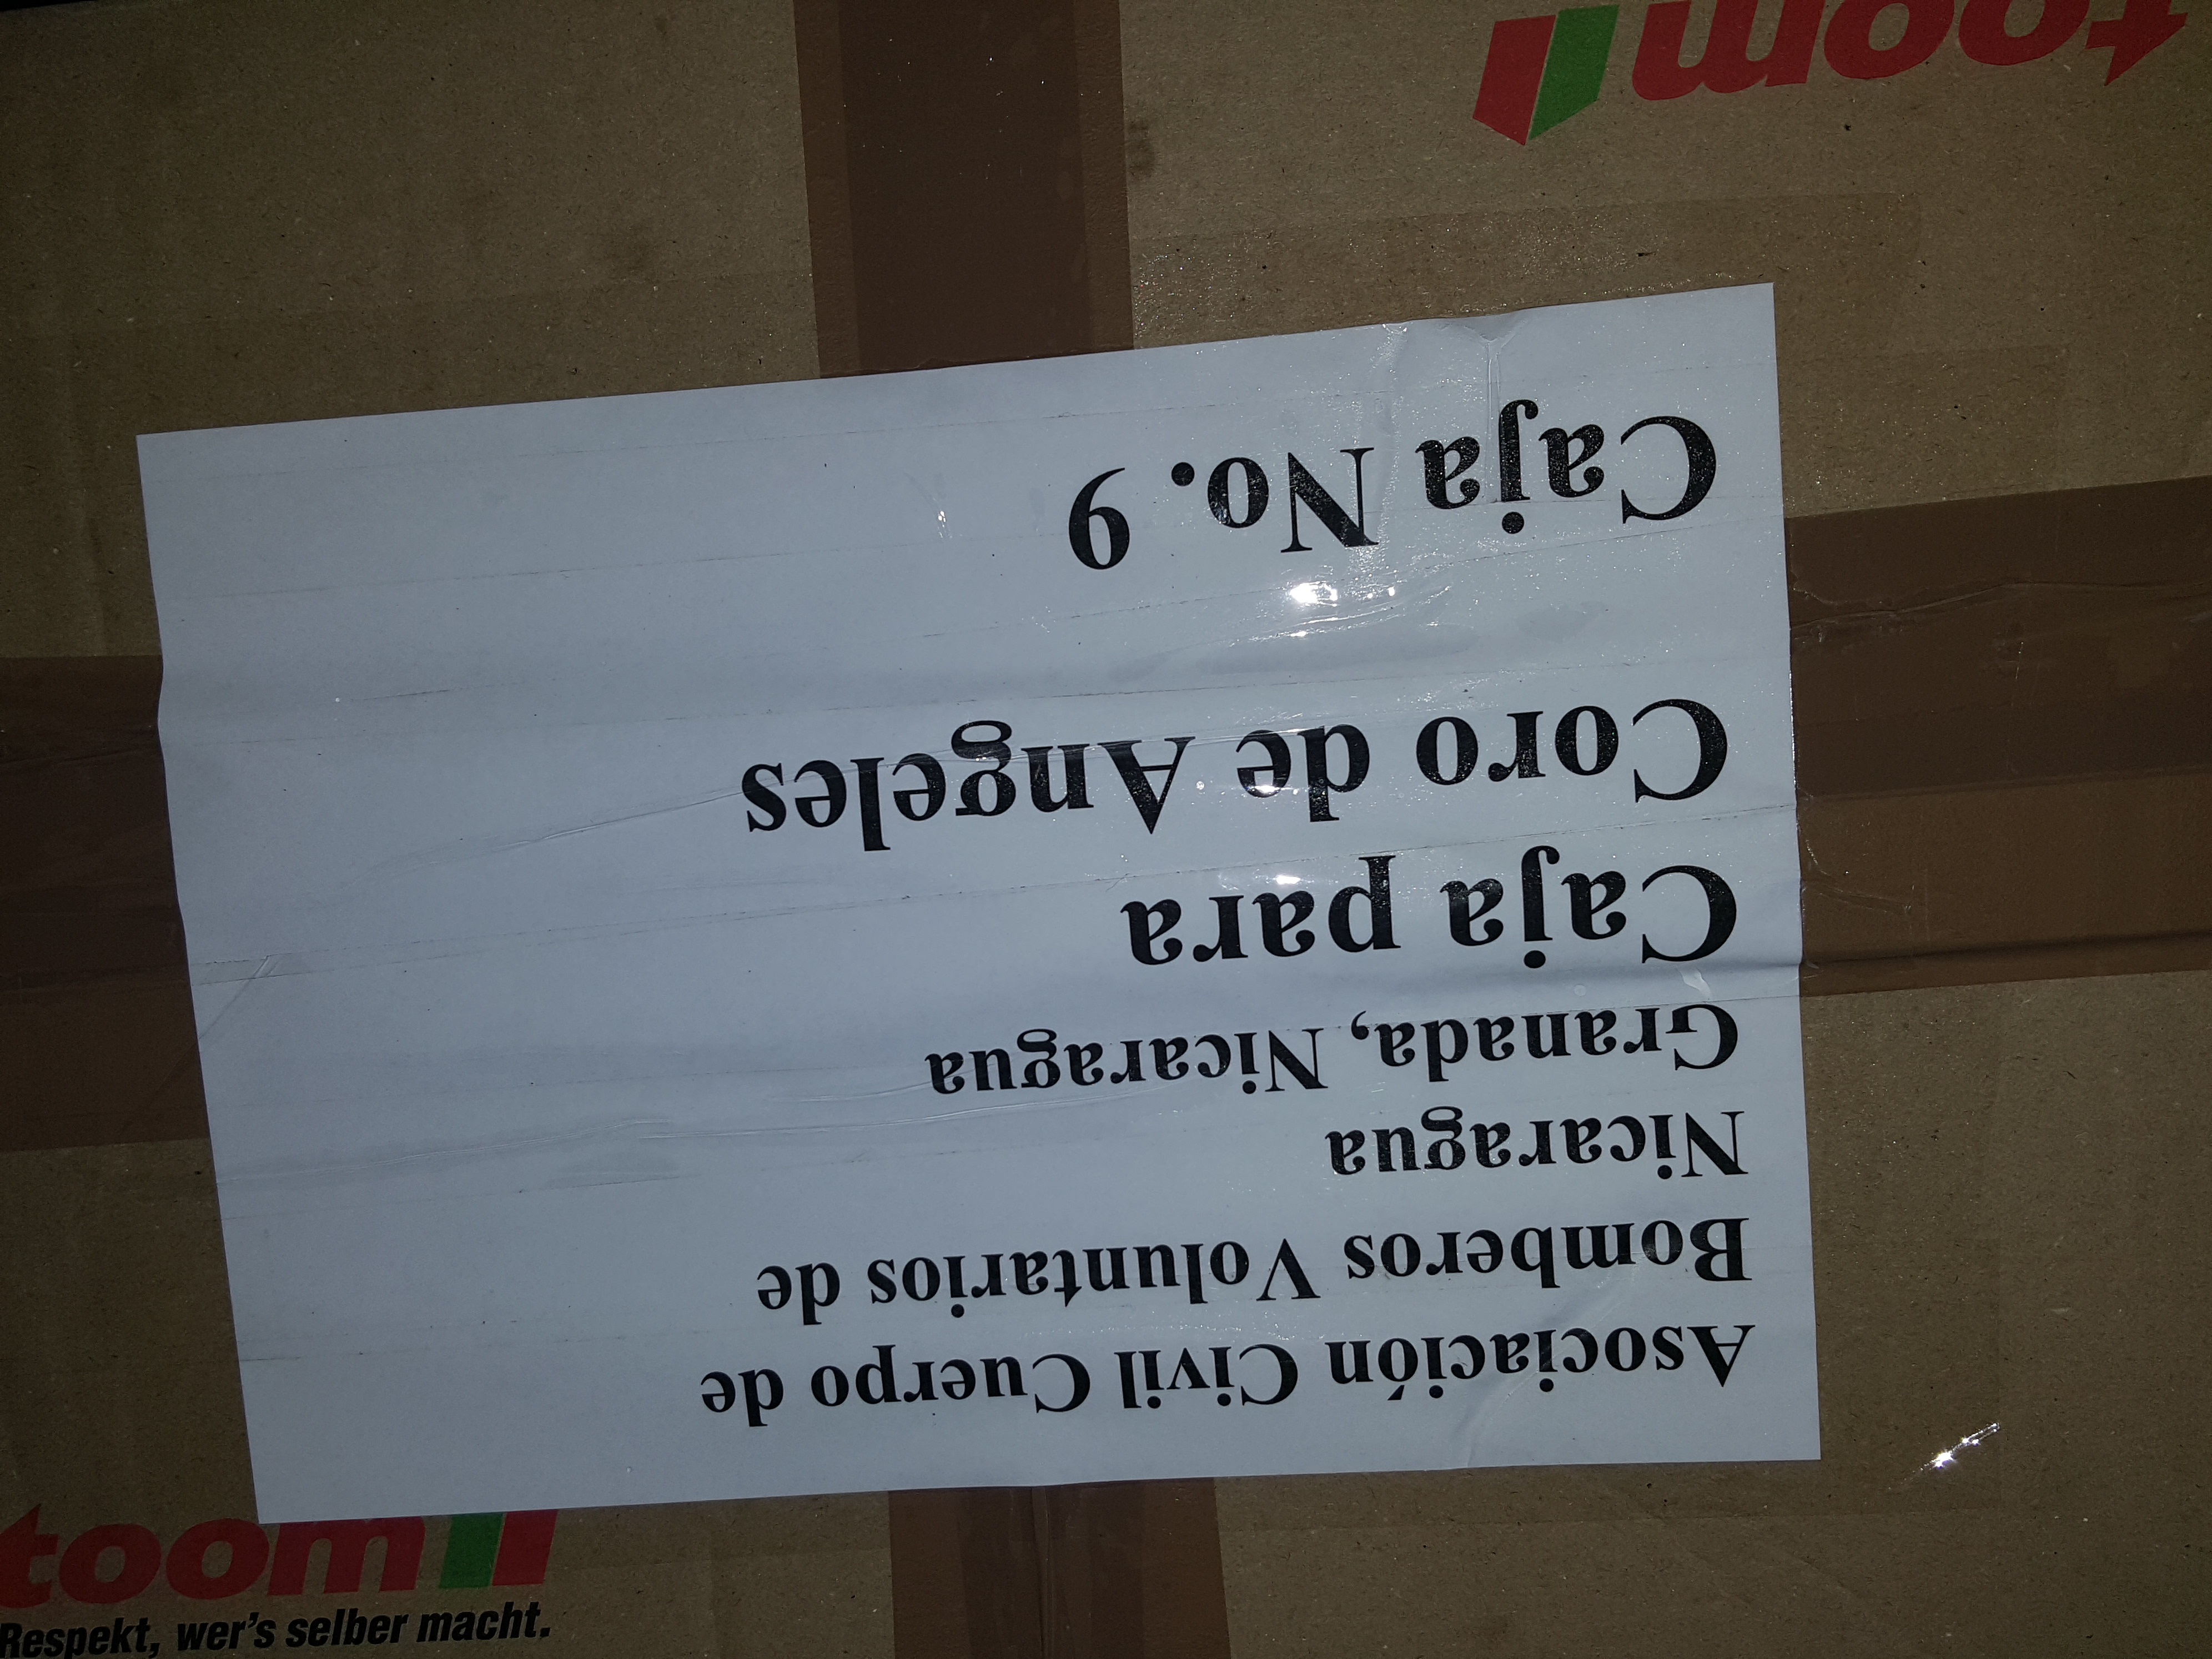 Asociación Civil Cuerpo de
Bomberos Voluntarios de
Nicaragua
Granada, Nicaragua
Caja para
Coro de Angeles
Caja No. 9
toom
toom
Respekt, wer's selber macht.